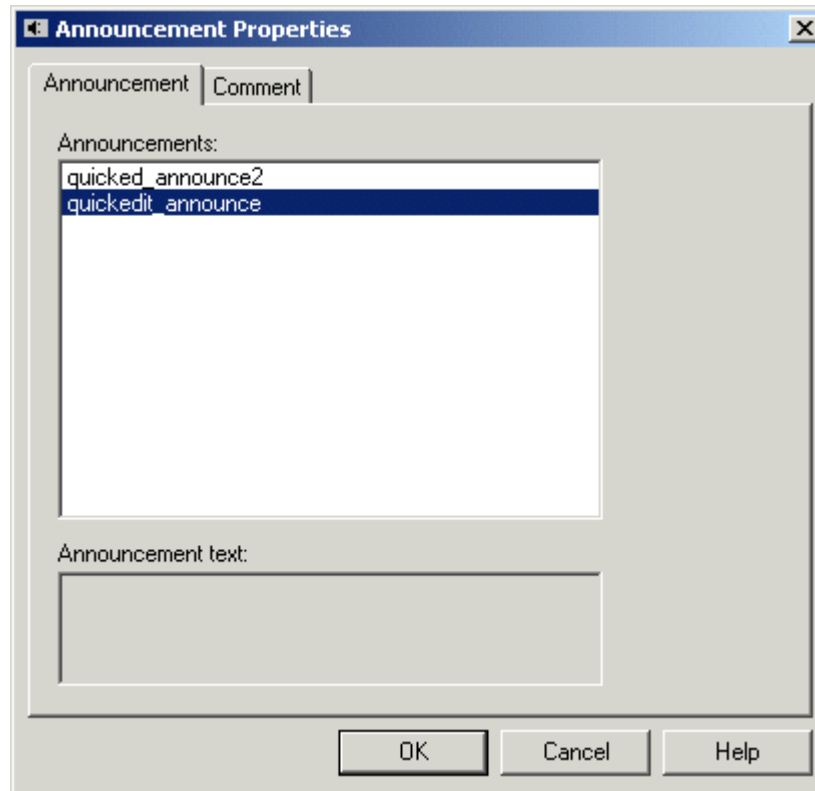 Announcement Properties
Announcement Comment
Announcements:
quicked_announce2
quickedit_announce
Announcement text:
OK Cancel Help